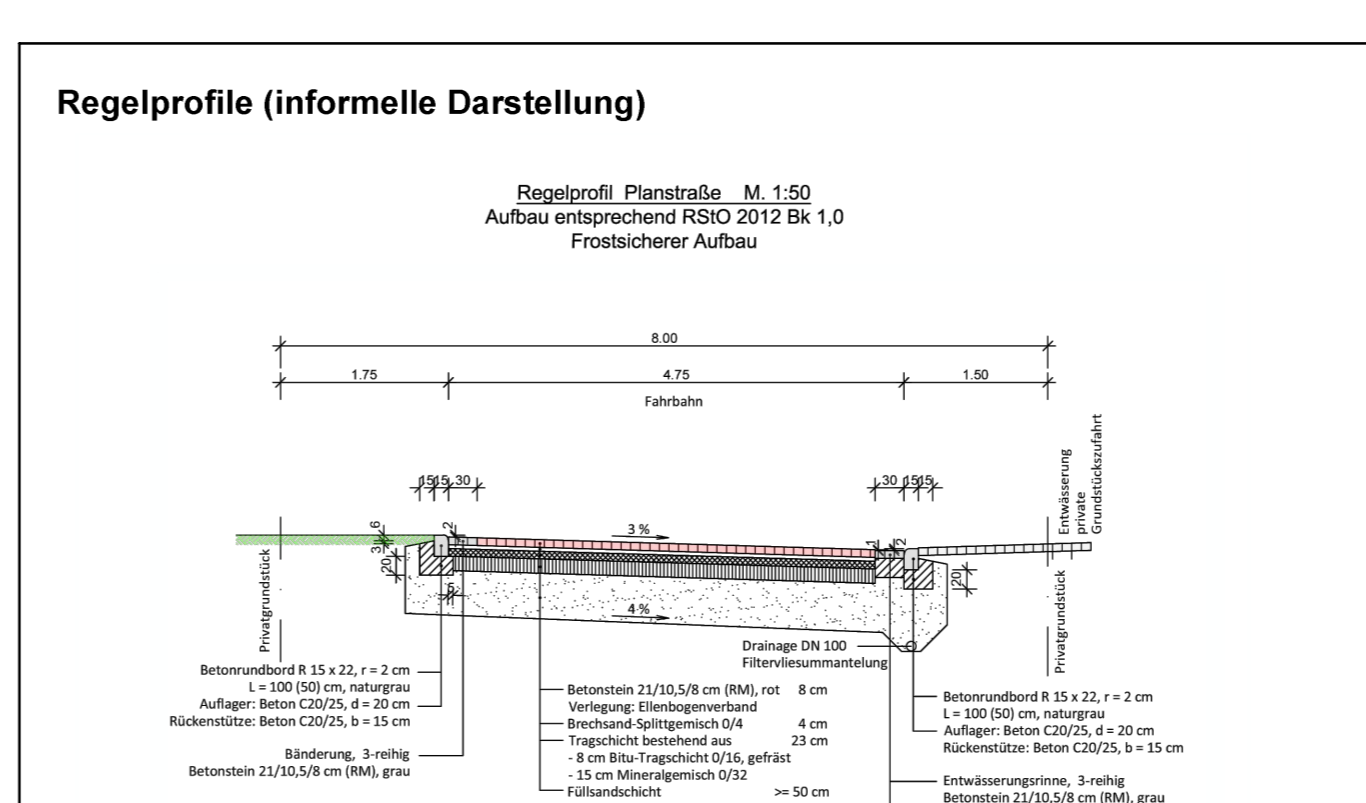 Regelprofile (informelle Darstellung)
Regelprofil Planstraße M. 1:50
Aufbau entsprechend RStO 2012 Bk 1,0
Frostsicherer Aufbau
8.00
1.75 4.75 1.50
Fahrbahn
Entwässerung
private
Grundstückszufahrt
15 15 30
30 15 15
6
3
20
2
3 %
1
2
20
5
4 %
Privatgrundstück
Privatgrundstück
Drainage DN 100
Filtervliesummantelung
Betonrundbord R 15 x 22, r = 2 cm
L = 100 (50) cm, naturgrau
Auflager: Beton C20/25, d = 20 cm
Rückenstütze: Beton C20/25, b = 15 cm
Bänderung, 3-reihig
Betonstein 21/10,5/8 cm (RM), grau
Betonstein 21/10,5/8 cm (RM), rot 8 cm
Verlegung: Ellenbogenverband
Brechsand-Splittgemisch 0/4 4 cm
Tragschicht bestehend aus 23 cm
- 8 cm Bitu-Tragschicht 0/16, gefräst
- 15 cm Mineralgemisch 0/32
Füllsandschicht >= 50 cm
Betonrundbord R 15 x 22, r = 2 cm
L = 100 (50) cm, naturgrau
Auflager: Beton C20/25, d = 20 cm
Rückenstütze: Beton C20/25, b = 15 cm
Entwässerungsrinne, 3-reihig
Betonstein 21/10,5/8 cm (RM), grau